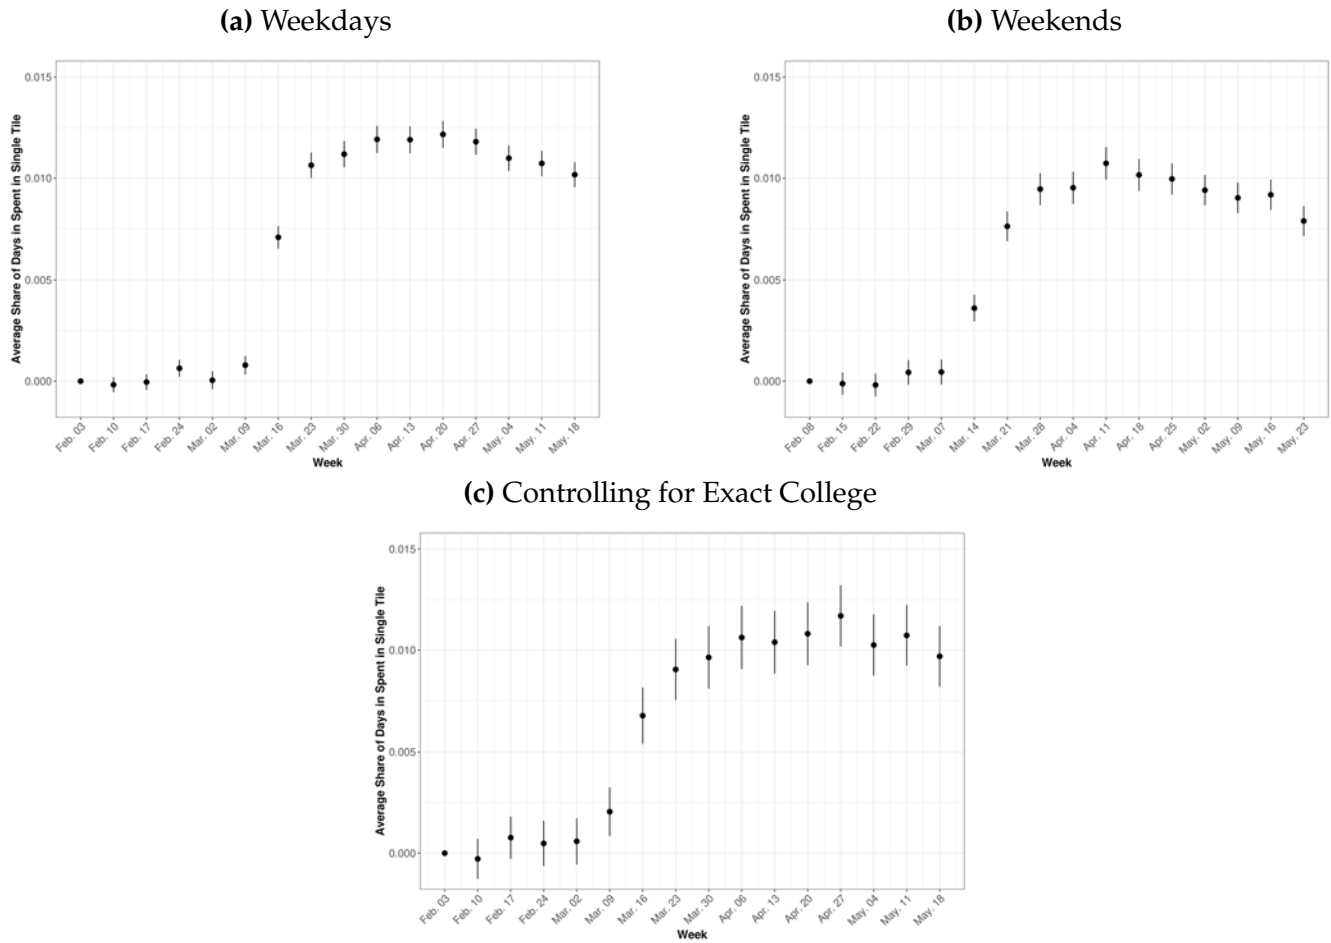 (a) Weekdays
(b) Weekends
Average Share of Days in Spent in Single Tile
0.015
0.010
0.005
0.000
Feb. 03 Feb. 10 Feb. 17 Feb. 24 Mar. 02 Mar. 09 Mar. 16 Mar. 23 Mar. 30 Apr. 06 Apr. 13 Apr. 20 Apr. 27 May. 04 May. 11 May. 18
Week
Average Share of Days in Spent in Single Tile
0.015
0.010
0.005
0.000
Feb. 08 Feb. 15 Feb. 22 Feb. 29 Mar. 07 Mar. 14 Mar. 21 Mar. 28 Apr. 04 Apr. 11 Apr. 18 Apr. 25 May. 02 May. 09 May. 16 May. 23
Week
(c) Controlling for Exact College
Average Share of Days in Spent in Single Tile
0.015
0.010
0.005
0.000
Feb. 03 Feb. 10 Feb. 17 Feb. 24 Mar. 02 Mar. 09 Mar. 16 Mar. 23 Mar. 30 Apr. 06 Apr. 13 Apr. 20 Apr. 27 May. 04 May. 11 May. 18
Week